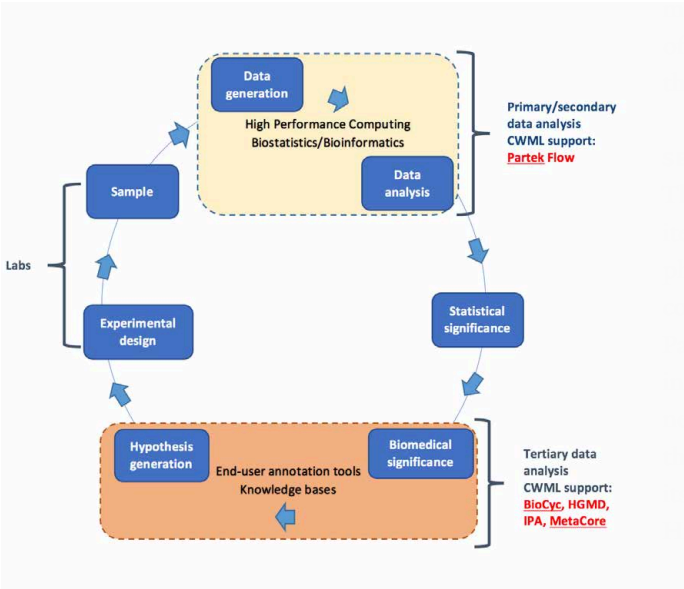 Data
generation
High Performance Computing
Biostatistics/Bioinformatics
Data
analysis
Primary/secondary
data analysis
CWML support:
Partek Flow
Sample
Labs
Experimental
design
Statistical
significance
Hypothesis
generation
End-user annotation tools
Knowledge bases
Biomedical
significance
Tertiary data
analysis
CWML support:
BioCyc, HGMD,
IPA, MetaCore